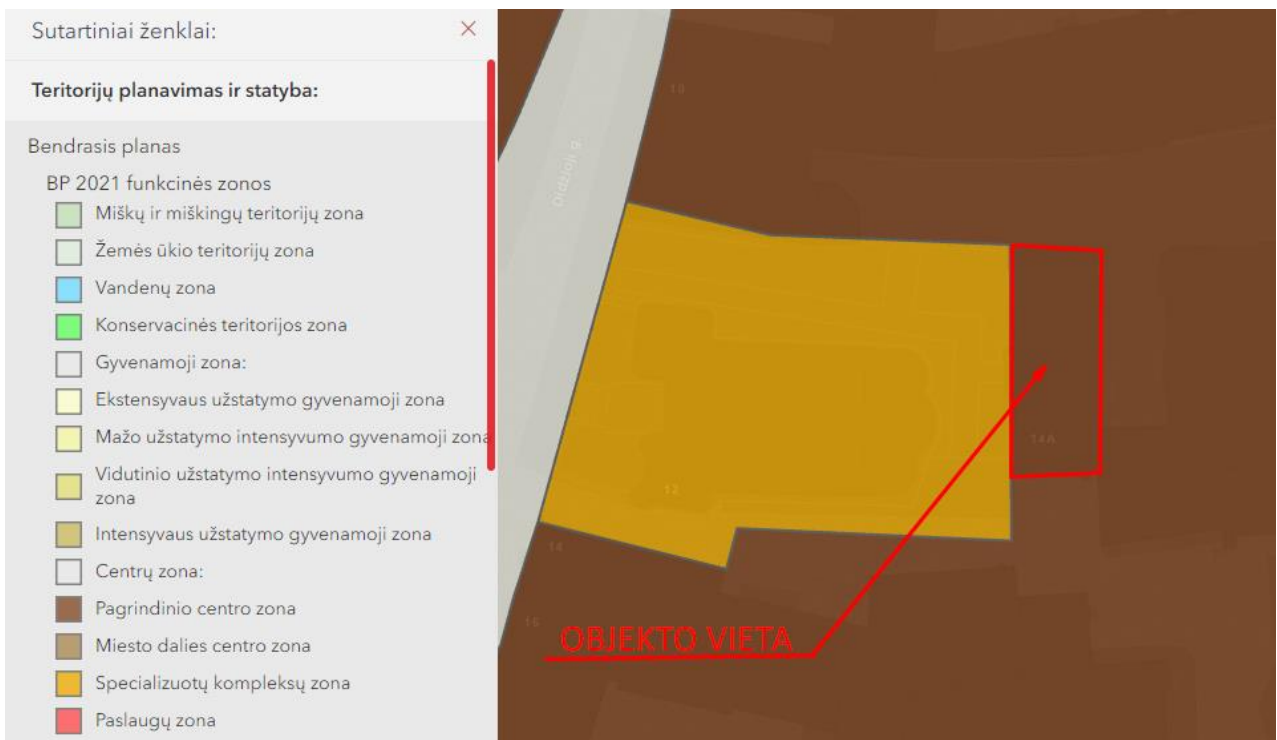 Sutartiniai ženklai:
Teritorijų planavimas ir statyba:
Bendrasis planas
BP 2021 funkcinės zonos
Miškų ir miškingų teritorijų zona
Žemės ūkio teritorijų zona
Vandenų zona
Konservacinės teritorijos zona
Gyvenamoji zona:
Ekstensyvaus užstatymo gyvenamoji zona
Mažo užstatymo intensyvumo gyvenamoji zona
Vidutinio užstatymo intensyvumo gyvenamoji
zona
Intensyvaus užstatymo gyvenamoji zona
Centrų zona:
Pagrindinio centro zona
Miesto dalies centro zona
Specializuotų kompleksų zona
Paslaugų zona
10
Didžioji g.
12
14A
14
16
OBJEKTO VIETA